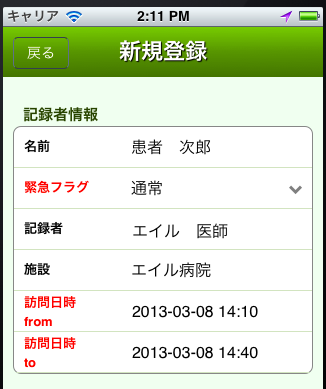 キャリア 2:11 PM
戻る 新規登録
記録者情報
名前 患者　次郎
緊急フラグ 通常
記録者 エイル　医師
施設 エイル病院
訪問日時
from 2013-03-08 14:10
訪問日時
to 2013-03-08 14:40